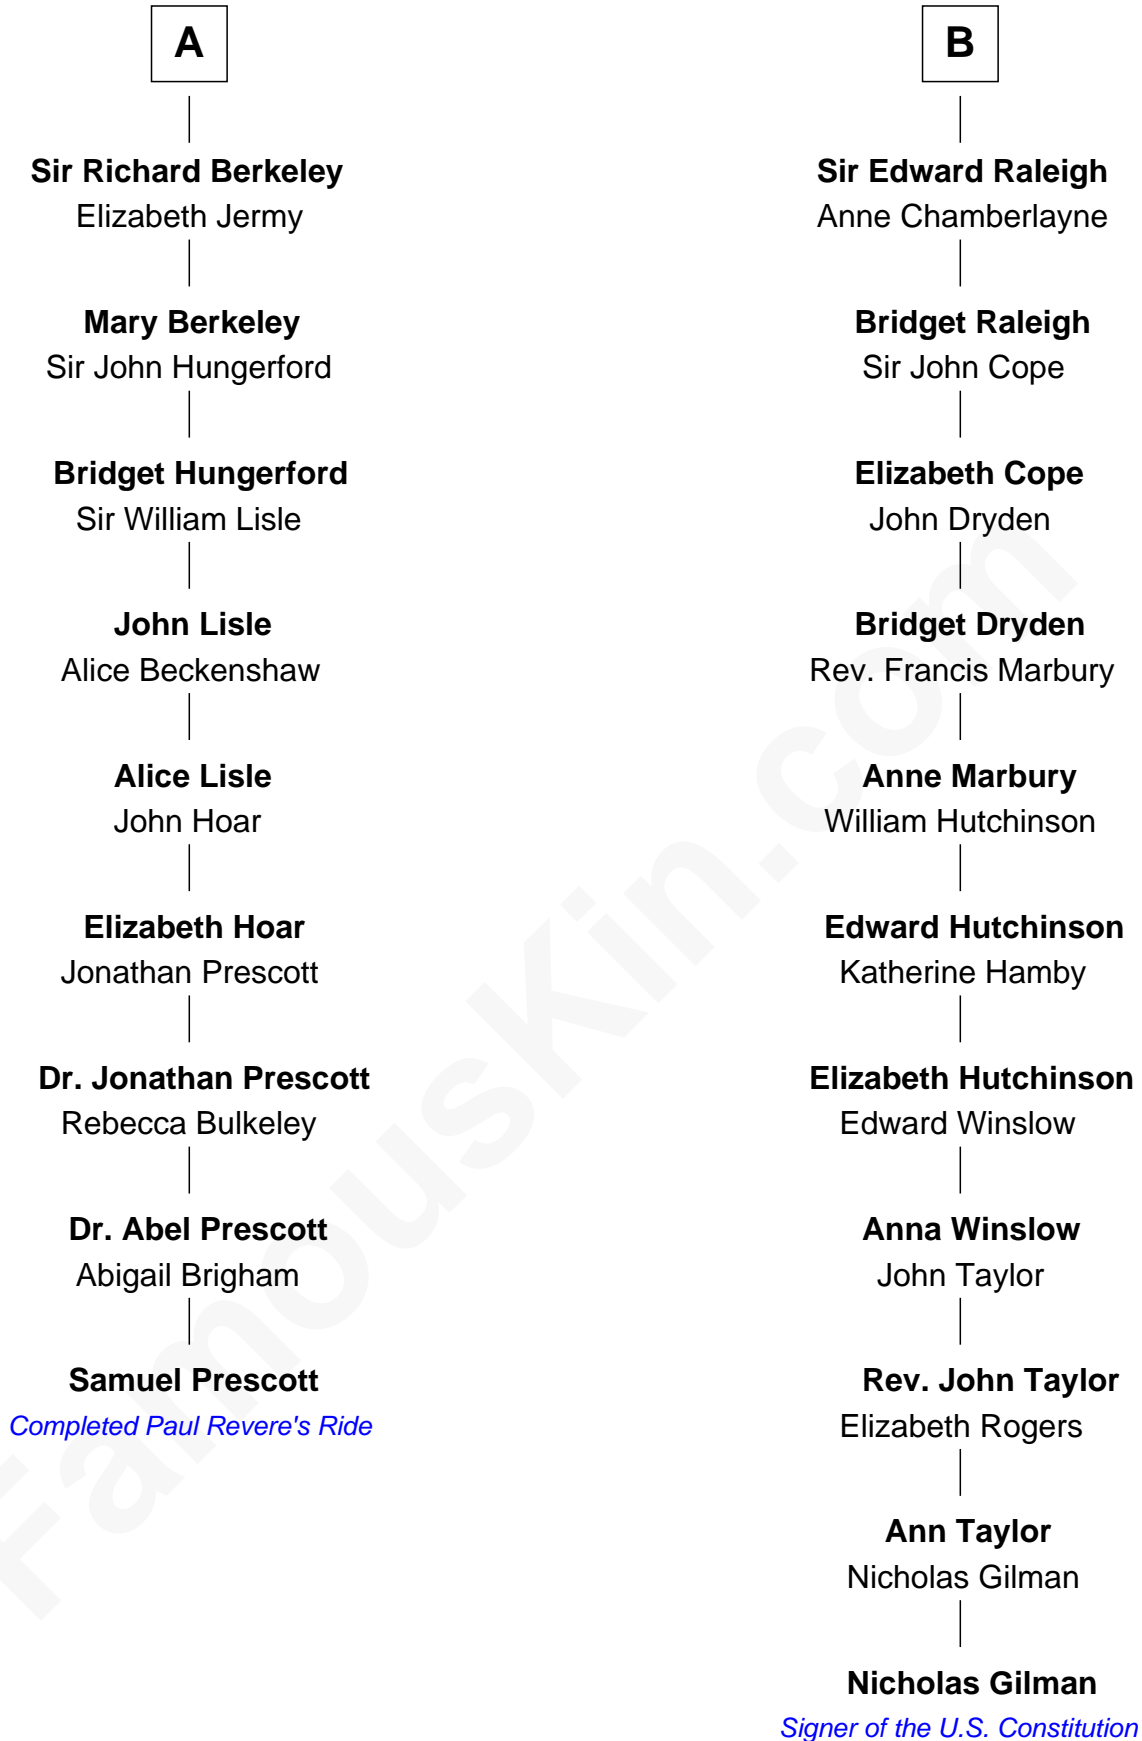 A
Sir Richard Berkeley
Elizabeth Jermy
Mary Berkeley
Sir John Hungerford
Bridget Hungerford
Sir William Lisle
John Lisle
Alice Beckenshaw
Alice Lisle
John Hoar
Elizabeth Hoar
Jonathan Prescott
Dr. Jonathan Prescott
Rebecca Bulkeley
Dr. Abel Prescott
Abigail Brigham
Samuel Prescott
Completed Paul Revere's Ride
B
Sir Edward Raleigh
Anne Chamberlayne
Bridget Raleigh
Sir John Cope
Elizabeth Cope
John Dryden
Bridget Dryden
Rev. Francis Marbury
Anne Marbury
William Hutchinson
Edward Hutchinson
Katherine Hamby
Elizabeth Hutchinson
Edward Winslow
Anna Winslow
John Taylor
Rev. John Taylor
Elizabeth Rogers
Ann Taylor
Nicholas Gilman
Nicholas Gilman
Signer of the U.S. Constitution
FamousKin.com